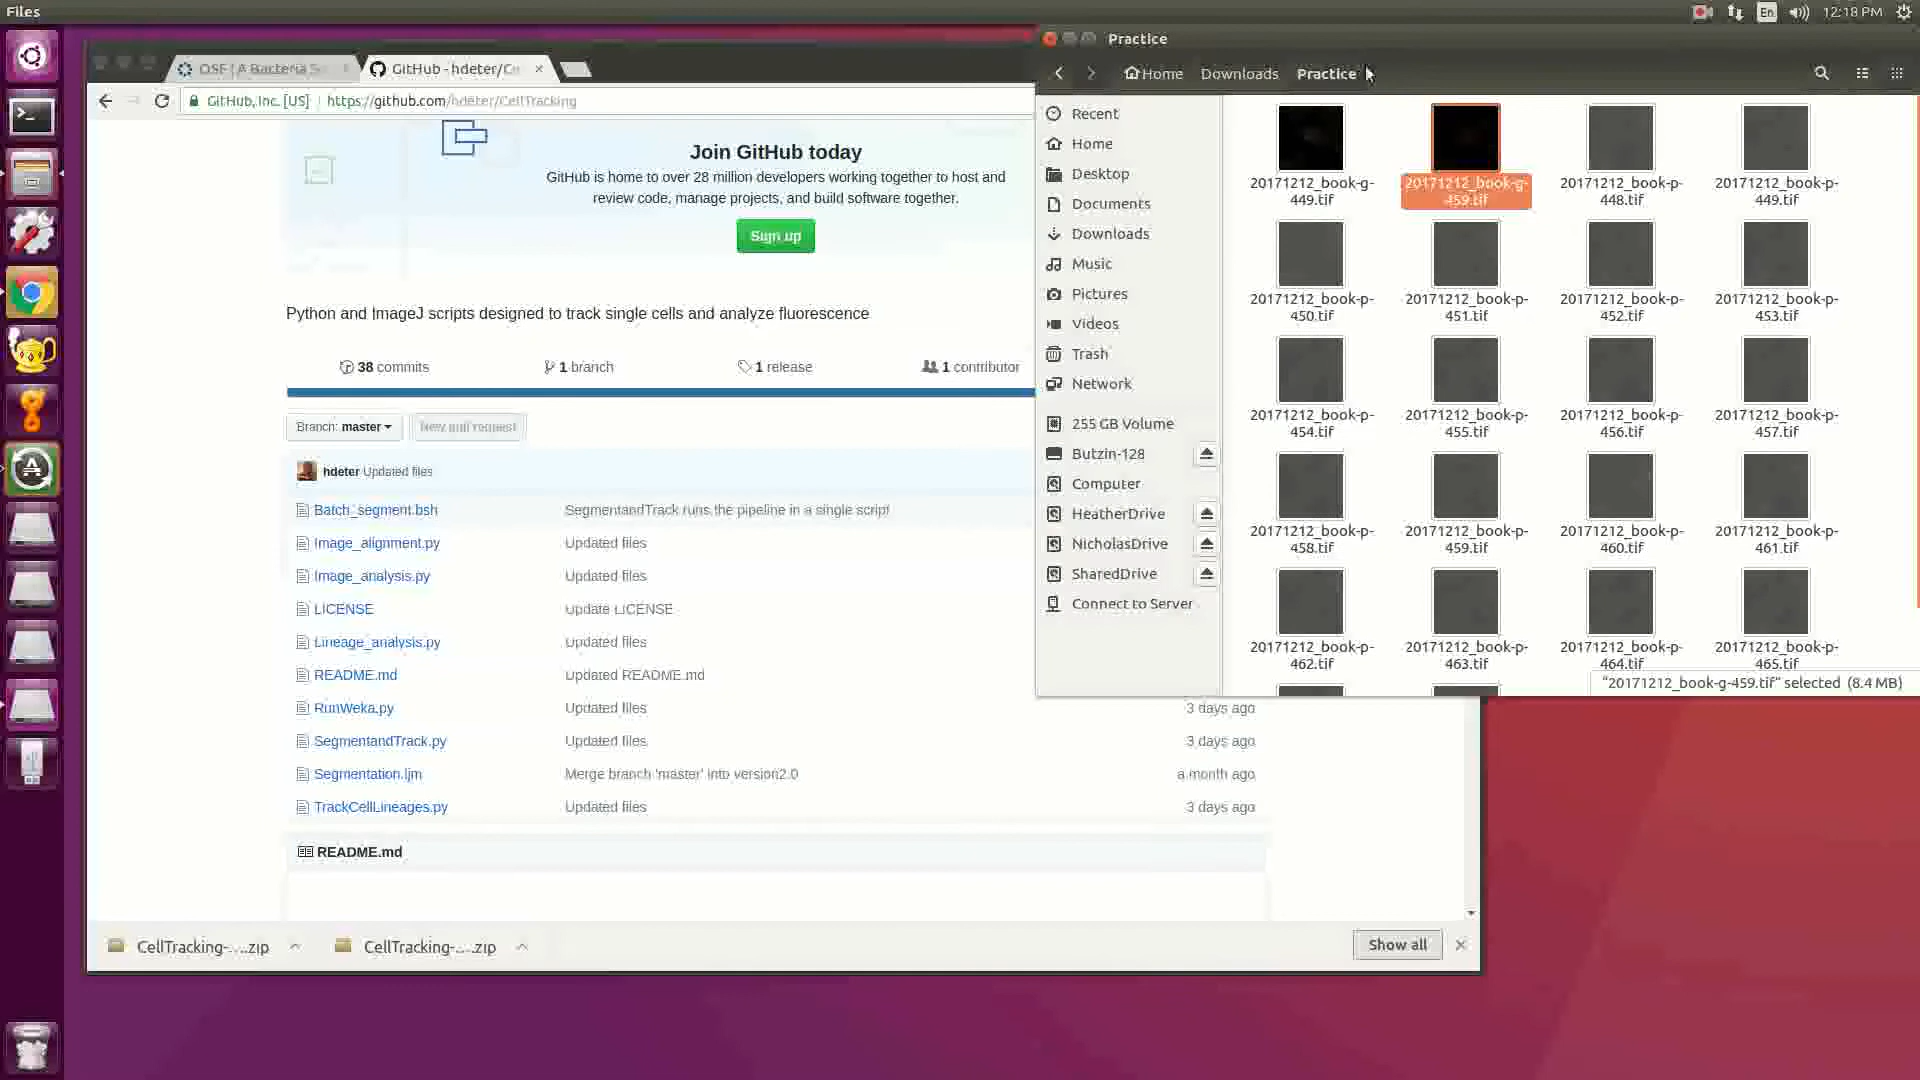 Files
En
12:18 PM
OSF | A Bacteria S
GitHub - hdeter/Ce
GitHub, Inc. [US] | https://github.com/hdeter/CellTracking
Join GitHub today
GitHub is home to over 28 million developers working together to host and
review code, manage projects, and build software together.
Sign up
Python and ImageJ scripts designed to track single cells and analyze fluorescence
38 commits
1 branch
1 release
1 contributor
Branch: master
New pull request
hdeter Updated files
Batch_segment.bsh SegmentandTrack runs the pipeline in a single script
Image_alignment.py Updated files
Image_analysis.py Updated files
LICENSE Update LICENSE
Lineage_analysis.py Updated files
README.md Updated README.md
RunWeka.py Updated files 3 days ago
SegmentandTrack.py Updated files 3 days ago
Segmentation.ijm Merge branch 'master' into version2.0 a month ago
TrackCellLineages.py Updated files 3 days ago
README.md
CellTracking-....zip
CellTracking-....zip
Show all
Practice
Home Downloads Practice
Recent
Home
Desktop
Documents
Downloads
Music
Pictures
Videos
Trash
Network
255 GB Volume
Butzin-128
Computer
HeatherDrive
NicholasDrive
SharedDrive
Connect to Server
20171212_book-g-
449.tif
20171212_book-g-
459.tif
20171212_book-p-
448.tif
20171212_book-p-
449.tif
20171212_book-p-
450.tif
20171212_book-p-
451.tif
20171212_book-p-
452.tif
20171212_book-p-
453.tif
20171212_book-p-
454.tif
20171212_book-p-
455.tif
20171212_book-p-
456.tif
20171212_book-p-
457.tif
20171212_book-p-
458.tif
20171212_book-p-
459.tif
20171212_book-p-
460.tif
20171212_book-p-
461.tif
20171212_book-p-
462.tif
20171212_book-p-
463.tif
20171212_book-p-
464.tif
20171212_book-p-
465.tif
"20171212_book-g-459.tif" selected (8.4 MB)